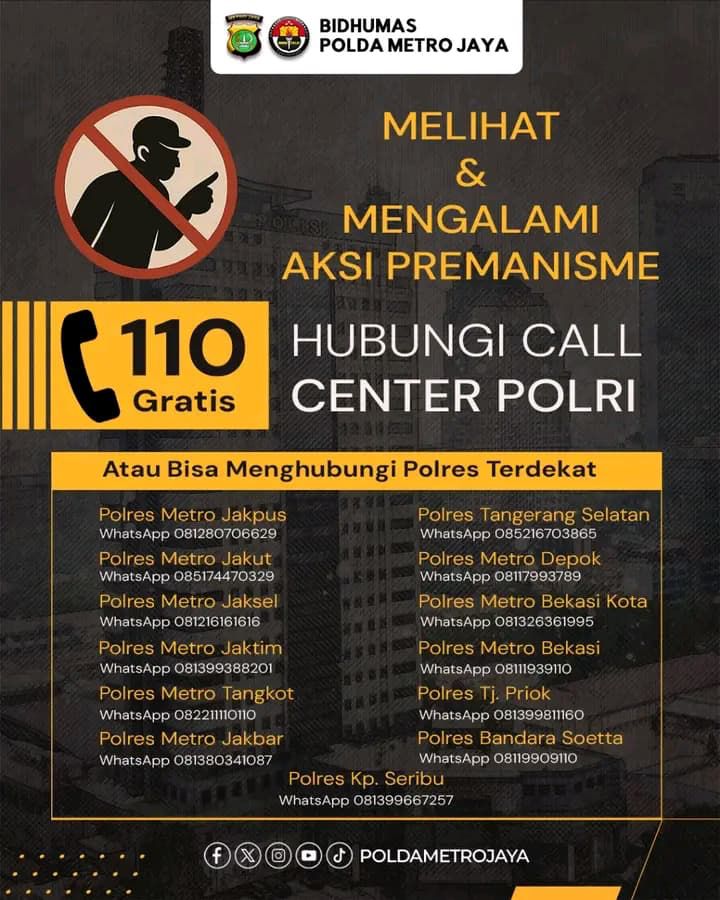 BIDHUMAS
POLDA METRO JAYA
MELIHAT
&
MENGALAMI
AKSI PREMANISME
110
Gratis
HUBUNGI CALL
CENTER POLRI
Atau Bisa Menghubungi Polres Terdekat
Polres Metro Jakpus
WhatsApp 081280706629
Polres Metro Jakut
WhatsApp 085174470329
Polres Metro Jaksel
WhatsApp 081216161616
Polres Metro Jaktim
WhatsApp 081399388201
Polres Metro Tangkot
WhatsApp 082211110110
Polres Metro Jakbar
WhatsApp 081380341087
Polres Tangerang Selatan
WhatsApp 085216703865
Polres Metro Depok
WhatsApp 08117993789
Polres Metro Bekasi Kota
WhatsApp 081326361995
Polres Metro Bekasi
WhatsApp 08111939110
Polres Tj. Priok
WhatsApp 081399811160
Polres Bandara Soetta
WhatsApp 08119909110
Polres Kp. Seribu
WhatsApp 081399667257
POLDAMETROJAYA